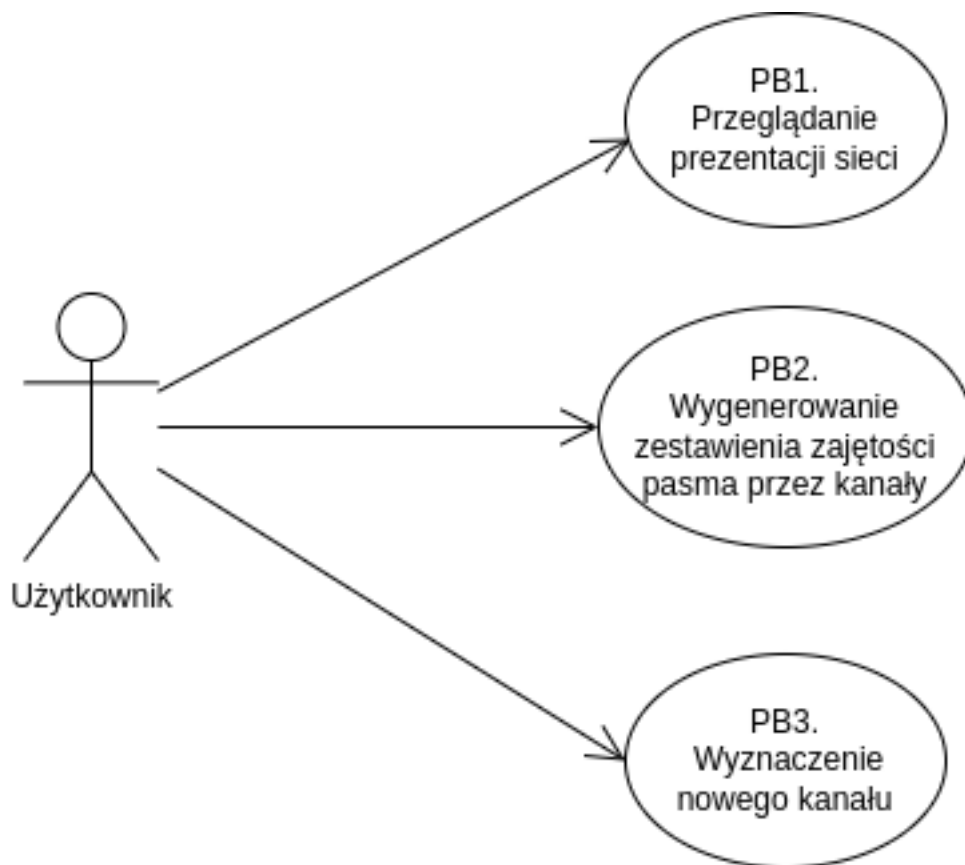 PB1.
Przeglądanie
prezentacji sieci
PB2.
Wygenerowanie
zestawienia zajętości
pasma przez kanały
Użytkownik
PB3.
Wyznaczenie
nowego kanału